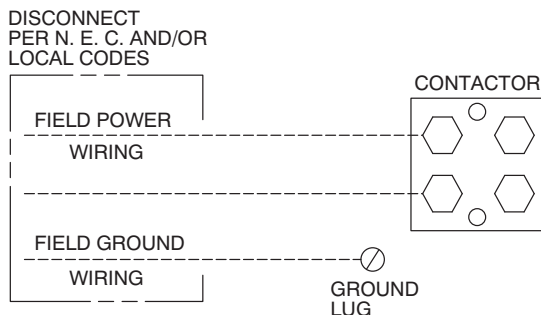 DISCONNECT
PER N. E. C. AND/OR
LOCAL CODES
CONTACTOR
FIELD POWER
WIRING
FIELD GROUND
WIRING
GROUND
LUG